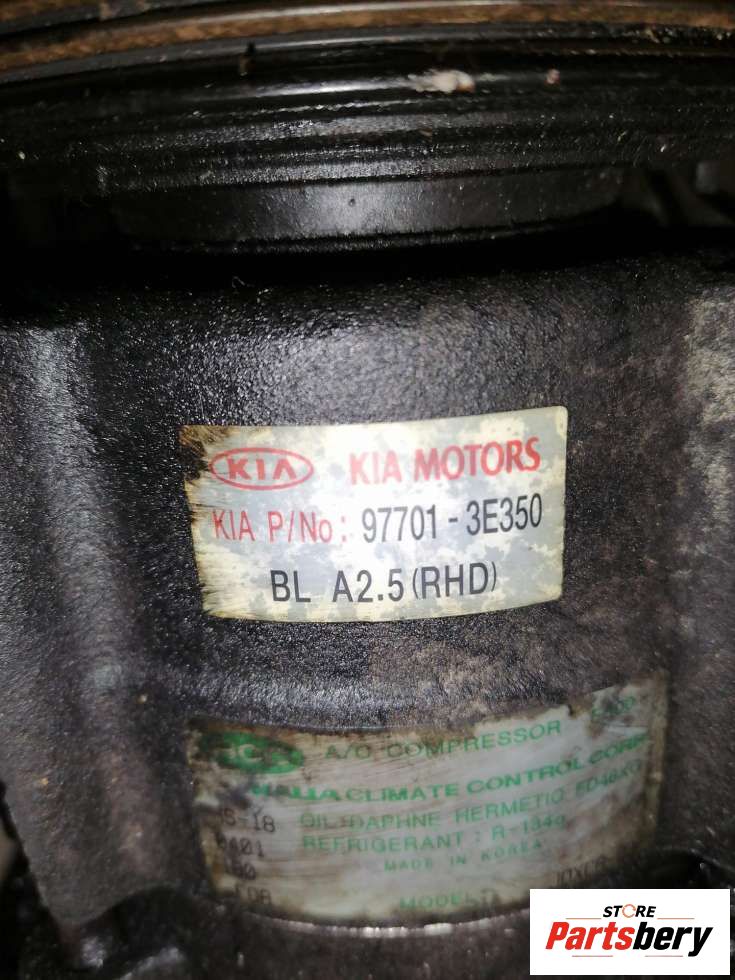 KIA KIA MOTORS
KIA P/No: 97701-3E350
BL A2.5 (RHD)
A/C COMPRESSOR
CLIMATE CONTROL CORP
OIL:DAPHNE HERMETIC
REFRIGERANT: R-134a
MADE IN KOREA
MODEL
STORE
Partsbery